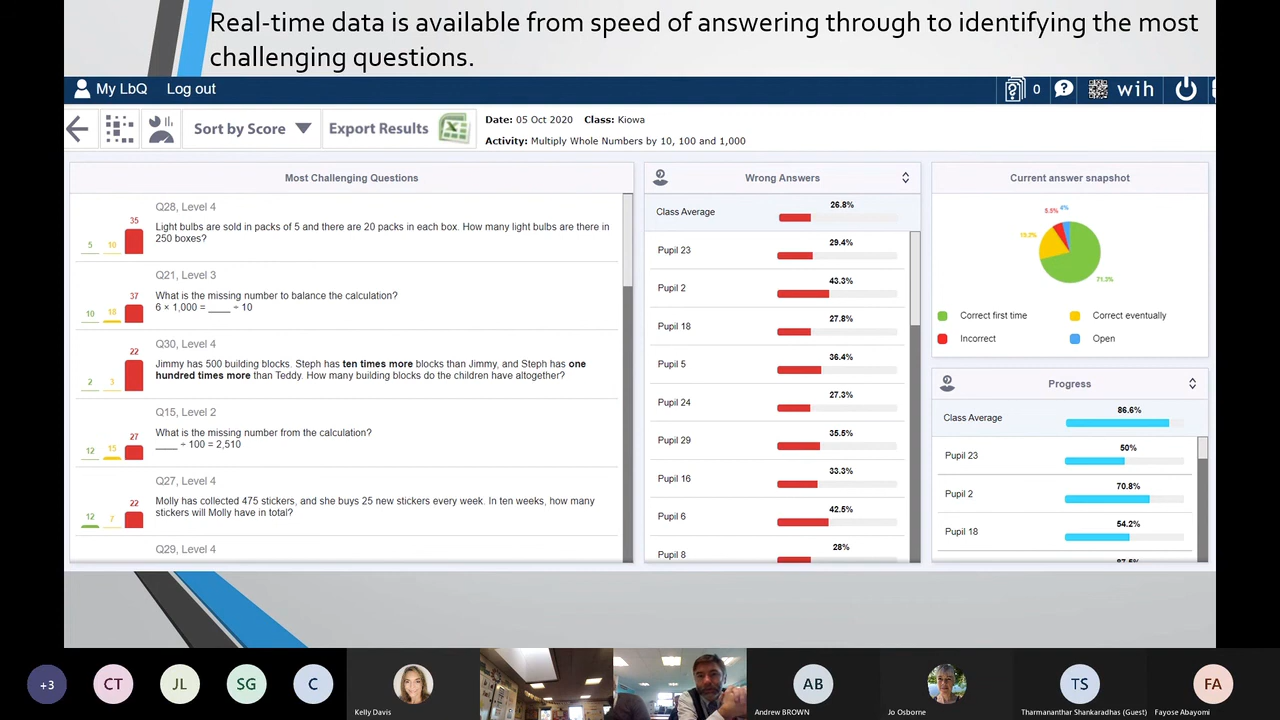 Real-time data is available from speed of answering through to identifying the most
challenging questions.
My LbQ
Log out
0
wih
Sort by Score
Export Results
Date: 05 Oct 2020 Class: Kiowa
Activity: Multiply Whole Numbers by 10, 100 and 1,000
Most Challenging Questions
Q28, Level 4
5 10 35
Light bulbs are sold in packs of 5 and there are 20 packs in each box. How many light bulbs are there in
250 boxes?
Q21, Level 3
10 18 37
What is the missing number to balance the calculation?
6 × 1,000 = ____ ÷ 10
Q30, Level 4
2 3 22
Jimmy has 500 building blocks. Steph has ten times more blocks than Jimmy, and Steph has one
hundred times more than Teddy. How many building blocks do the children have altogether?
Q15, Level 2
12 15 27
What is the missing number from the calculation?
____ ÷ 100 = 2,510
Q27, Level 4
12 7 22
Molly has collected 475 stickers, and she buys 25 new stickers every week. In ten weeks, how many
stickers will Molly have in total?
Q29, Level 4
Wrong Answers
Class Average 26.8%
Pupil 23 29.4%
Pupil 2 43.3%
Pupil 18 27.8%
Pupil 5 36.4%
Pupil 24 27.3%
Pupil 29 35.5%
Pupil 16 33.3%
Pupil 6 42.5%
Pupil 8 28%
Current answer snapshot
5.5% 4%
19.2%
71.3%
Correct first time
Correct eventually
Incorrect
Open
Progress
Class Average 86.6%
Pupil 23 50%
Pupil 2 70.8%
Pupil 18 54.2%
87.5%
+3
CT
JL
SG
C
Kelly Davis
AB
Andrew BROWN
Jo Osborne
TS
Tharmananthar Shankaradhas (Guest)
FA
Fayose Abayomi